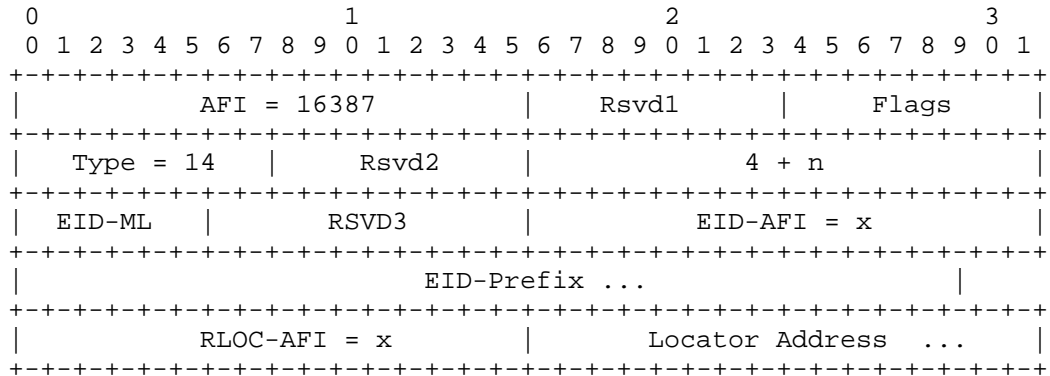 0                   1                   2                   3
 0 1 2 3 4 5 6 7 8 9 0 1 2 3 4 5 6 7 8 9 0 1 2 3 4 5 6 7 8 9 0 1
+-+-+-+-+-+-+-+-+-+-+-+-+-+-+-+-+-+-+-+-+-+-+-+-+-+-+-+-+-+-+-+-+
|           AFI = 16387         |     Rsvd1     |     Flags     |
+-+-+-+-+-+-+-+-+-+-+-+-+-+-+-+-+-+-+-+-+-+-+-+-+-+-+-+-+-+-+-+-+
|   Type = 14   |     Rsvd2     |             4 + n             |
+-+-+-+-+-+-+-+-+-+-+-+-+-+-+-+-+-+-+-+-+-+-+-+-+-+-+-+-+-+-+-+-+
|  EID-ML   |       RSVD3       |          EID-AFI = x          |
+-+-+-+-+-+-+-+-+-+-+-+-+-+-+-+-+-+-+-+-+-+-+-+-+-+-+-+-+-+-+-+-+
|                         EID-Prefix ...                   |
+-+-+-+-+-+-+-+-+-+-+-+-+-+-+-+-+-+-+-+-+-+-+-+-+-+-+-+-+-+-+-+-+
|           RLOC-AFI = x        |       Locator Address  ...    |
+-+-+-+-+-+-+-+-+-+-+-+-+-+-+-+-+-+-+-+-+-+-+-+-+-+-+-+-+-+-+-+-+